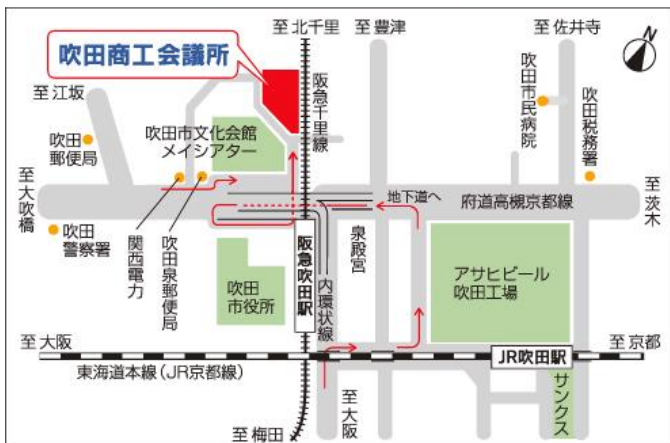 至北千里
至豊津
至佐井寺
吹田商工会議所
阪急千里線
至江坂
吹田市民病院
吹田税務署
吹田市文化会館
メイシアター
吹田
郵便局
至大吹橋
地下道へ
府道高槻京都線
至茨木
吹田
警察署
関西電力
吹田泉郵便局
吹田
市役所
阪急吹田駅
内環状線
泉殿宮
アサヒビール
吹田工場
至大阪
JR吹田駅
至京都
東海道本線(JR京都線)
サンクス
至梅田
至大阪